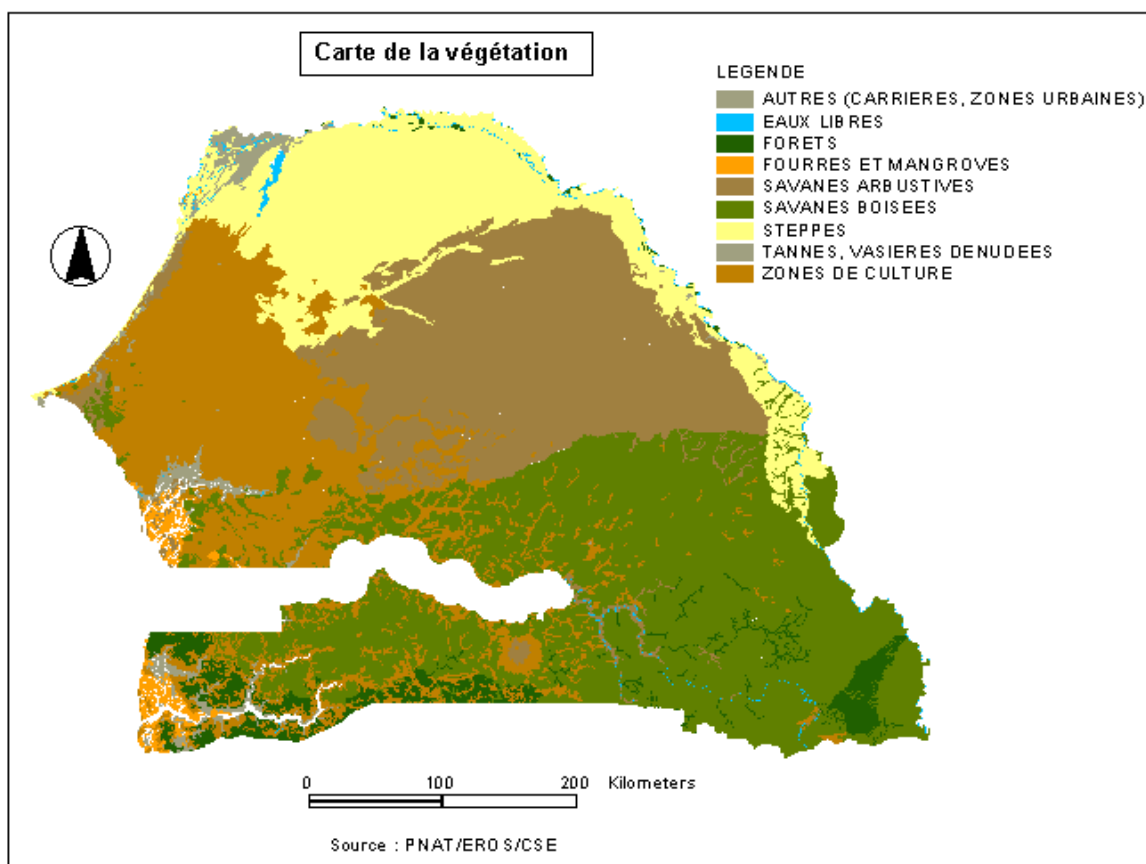 Carte de la végétation
LEGENDE
AUTRES (CARRIERES, ZONES URBAINES)
EAUX LIBRES
FORETS
FOURRES ET MANGROVES
SAVANES ARBUSTIVES
SAVANES BOISEES
STEPPES
TANNES, VASIERES DENUDEES
ZONES DE CULTURE
0 100 200 Kilometers
Source : PNAT/EROS/CSE